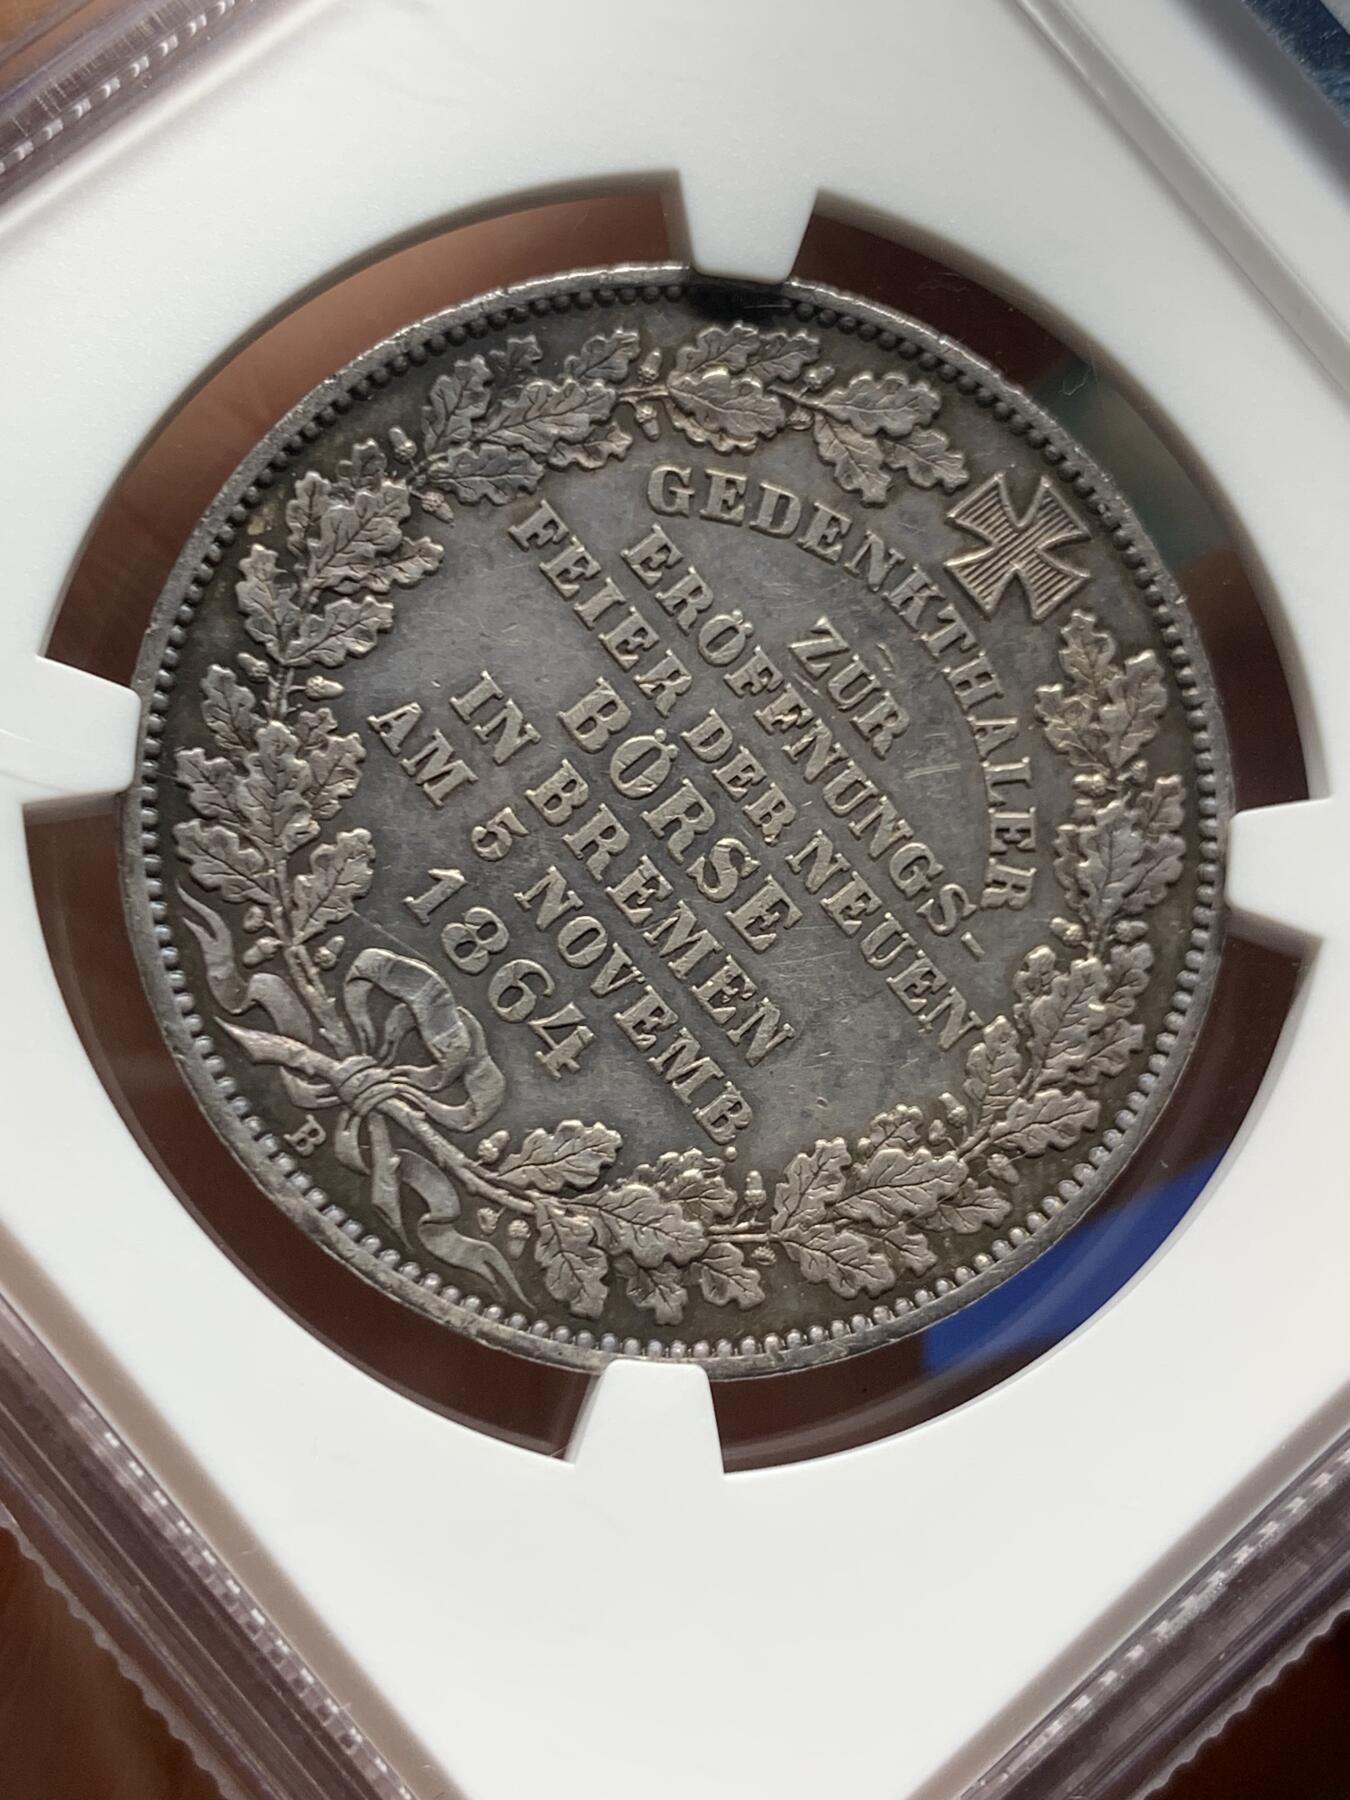 GEDENKTHALER
ZUR
ERÖFFNUNGS-
FEIER DER NEUEN
BÖRSE
IN BREMEN
AM 5 NOVEMB.
1864
B